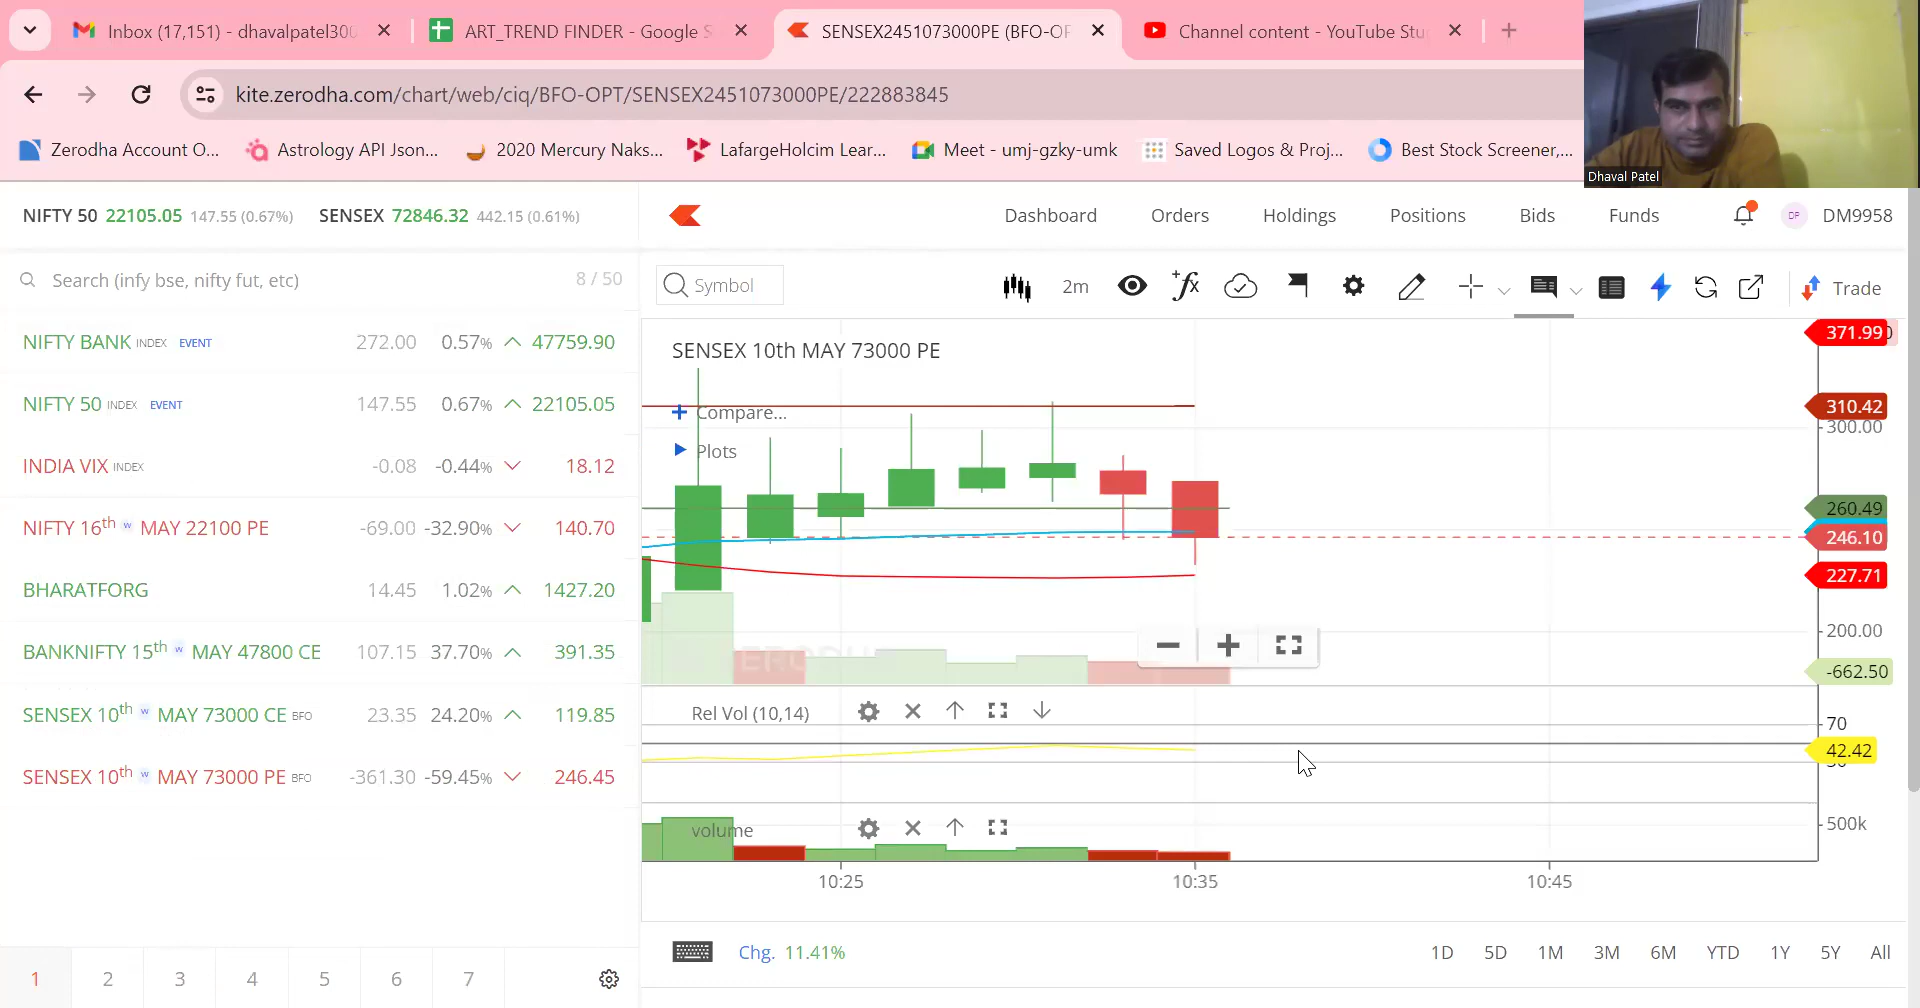 Inbox (17,151) - dhavalpatel300
ART_TREND FINDER - Google S
SENSEX2451073000PE (BFO-OP
Channel content - YouTube Stu
kite.zerodha.com/chart/web/ciq/BFO-OPT/SENSEX2451073000PE/222883845
Zerodha Account O... Astrology API Json... 2020 Mercury Naks... LafargeHolcim Lear... Meet - umj-gzky-umk Saved Logos & Proj... Best Stock Screener,...
Dhaval Patel
NIFTY 50 22105.05 147.55 (0.67%) SENSEX 72846.32 442.15 (0.61%)
Dashboard Orders Holdings Positions Bids Funds DP DM9958
Search (infy bse, nifty fut, etc) 8 / 50
Symbol 2m Trade
NIFTY BANK INDEX EVENT 272.00 0.57% 47759.90
NIFTY 50 INDEX EVENT 147.55 0.67% 22105.05
INDIA VIX INDEX -0.08 -0.44% 18.12
NIFTY 16th w MAY 22100 PE -69.00 -32.90% 140.70
BHARATFORG 14.45 1.02% 1427.20
BANKNIFTY 15th w MAY 47800 CE 107.15 37.70% 391.35
SENSEX 10th w MAY 73000 CE BFO 23.35 24.20% 119.85
SENSEX 10th w MAY 73000 PE BFO -361.30 -59.45% 246.45
1 2 3 4 5 6 7
SENSEX 10th MAY 73000 PE
Compare...
Plots
371.99
310.42
300.00
260.49
246.10
227.71
200.00
-662.50
ZERODHA
Rel Vol (10,14)
70
42.42
volume
500k
10:25 10:35 10:45
Chg. 11.41%
1D 5D 1M 3M 6M YTD 1Y 5Y All